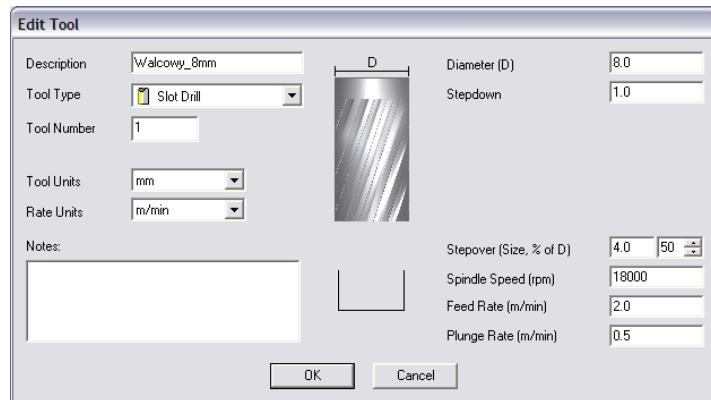 Edit Tool
Description Walcowy_8mm
Tool Type Slot Drill
Tool Number 1
Tool Units mm
Rate Units m/min
Notes:
D
Diameter (D) 8.0
Stepdown 1.0
Stepover (Size, % of D) 4.0 50
Spindle Speed (rpm) 18000
Feed Rate (m/min) 2.0
Plunge Rate (m/min) 0.5
OK Cancel